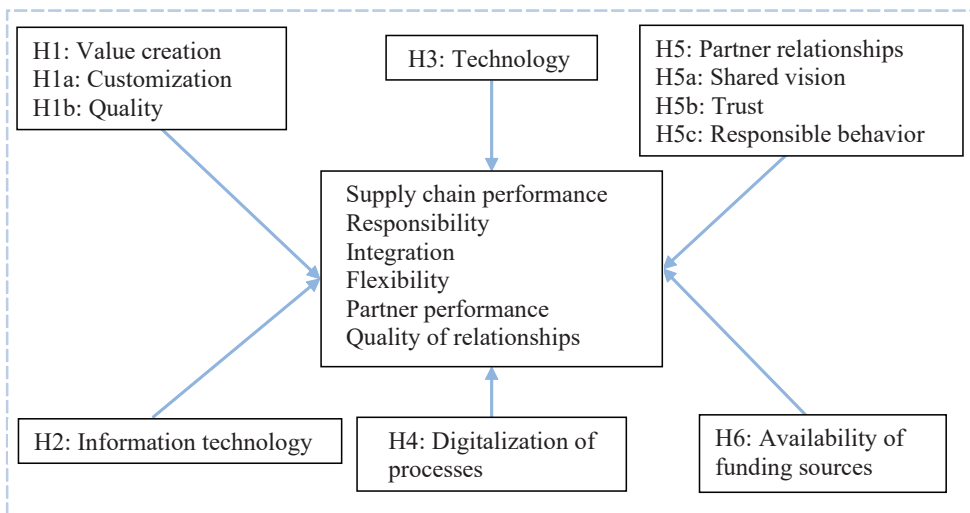 H1: Value creation
H1a: Customization
H1b: Quality
H3: Technology
H5: Partner relationships
H5a: Shared vision
H5b: Trust
H5c: Responsible behavior
Supply chain performance
Responsibility
Integration
Flexibility
Partner performance
Quality of relationships
H2: Information technology
H4: Digitalization of
processes
H6: Availability of
funding sources